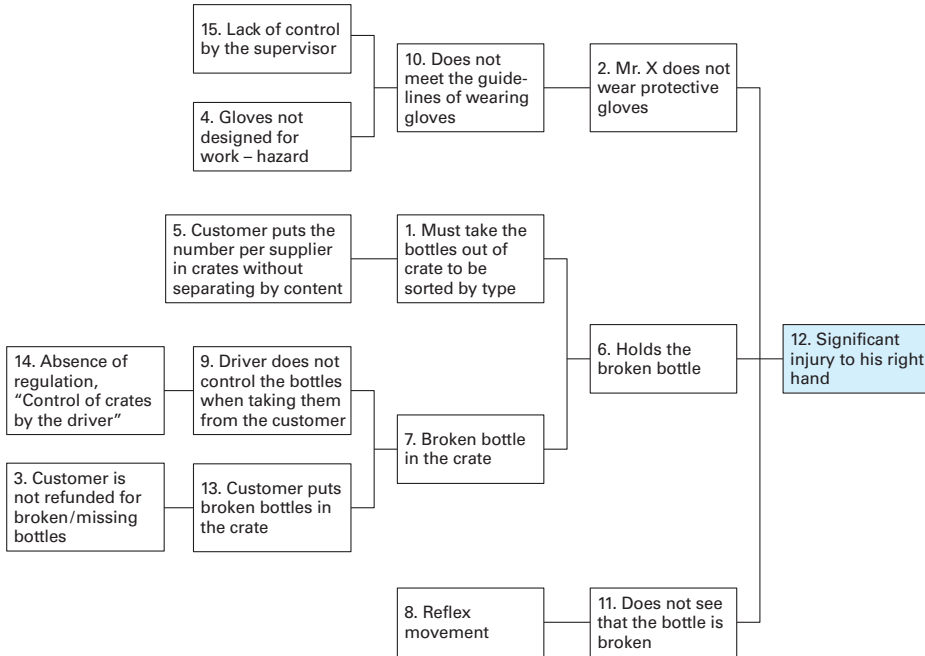 15. Lack of control
by the supervisor
10. Does not
meet the guide-
lines of wearing
gloves
2. Mr. X does not
wear protective
gloves
4. Gloves not
designed for
work – hazard
5. Customer puts the
number per supplier
in crates without
separating by content
1. Must take the
bottles out of
crate to be
sorted by type
6. Holds the
broken bottle
12. Significant
injury to his right
hand
14. Absence of
regulation,
“Control of crates
by the driver”
9. Driver does not
control the bottles
when taking them
from the customer
7. Broken bottle
in the crate
3. Customer is
not refunded for
broken/missing
bottles
13. Customer puts
broken bottles in
the crate
8. Reflex
movement
11. Does not see
that the bottle is
broken